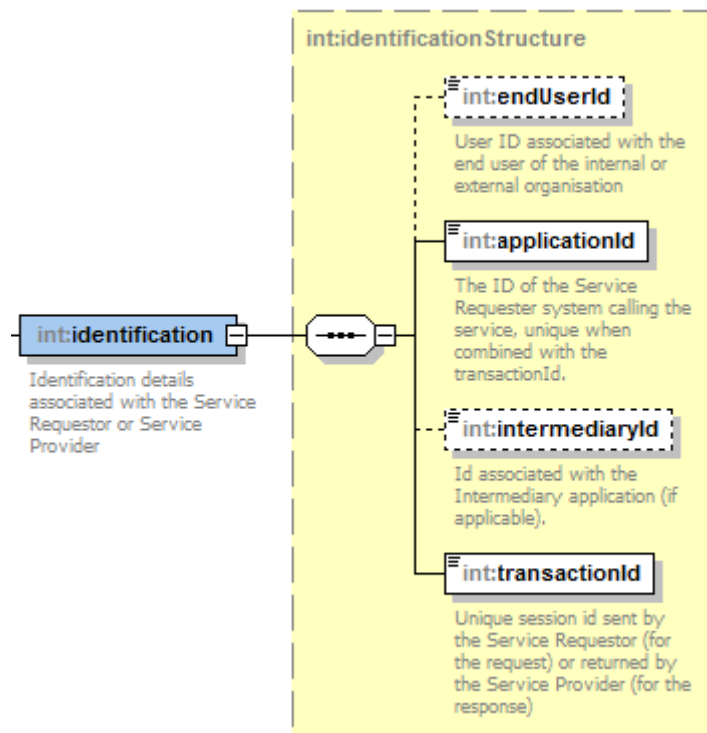 int:identificationStructure
int:endUserId
User ID associated with the
end user of the internal or
external organisation
int:applicationId
The ID of the Service
Requester system calling the
service, unique when
combined with the
transactionId.
int:identification
Identification details
associated with the Service
Requestor or Service
Provider
int:intermediaryId
Id associated with the
Intermediary application (if
applicable).
int:transactionId
Unique session id sent by
the Service Requestor (for
the request) or returned by
the Service Provider (for the
response)